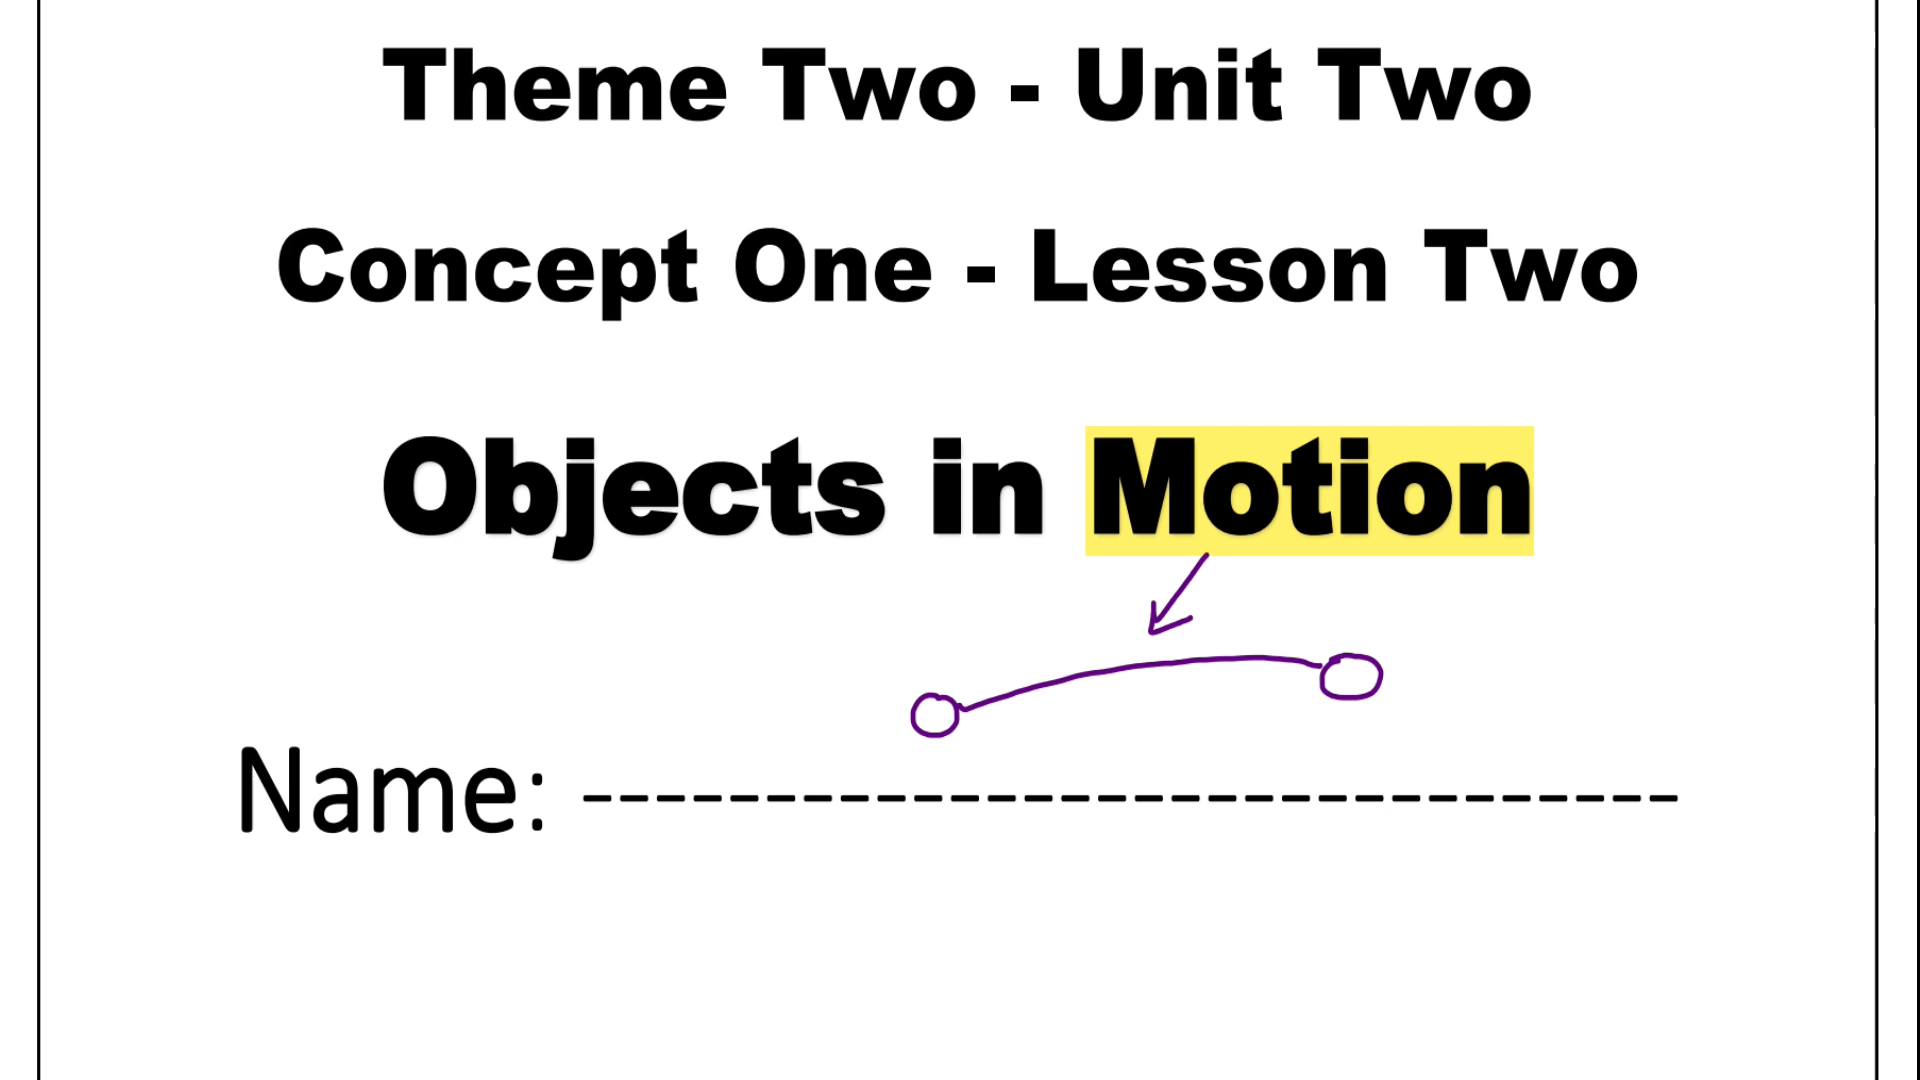 Theme Two - Unit Two
Concept One - Lesson Two
Objects in Motion
Name: ------------------------------